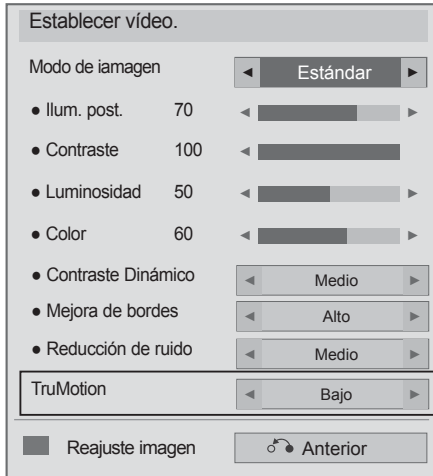 Establecer vídeo.
Modo de iamagen ◄ Estándar ►
● Ilum. post. 70 ◄ ►
● Contraste 100 ◄
● Luminosidad 50 ◄ ►
● Color 60 ◄ ►
● Contraste Dinámico ◄ Medio ►
● Mejora de bordes ◄ Alto ►
● Reducción de ruido ◄ Medio ►
TruMotion ◄ Bajo ►
Reajuste imagen Anterior